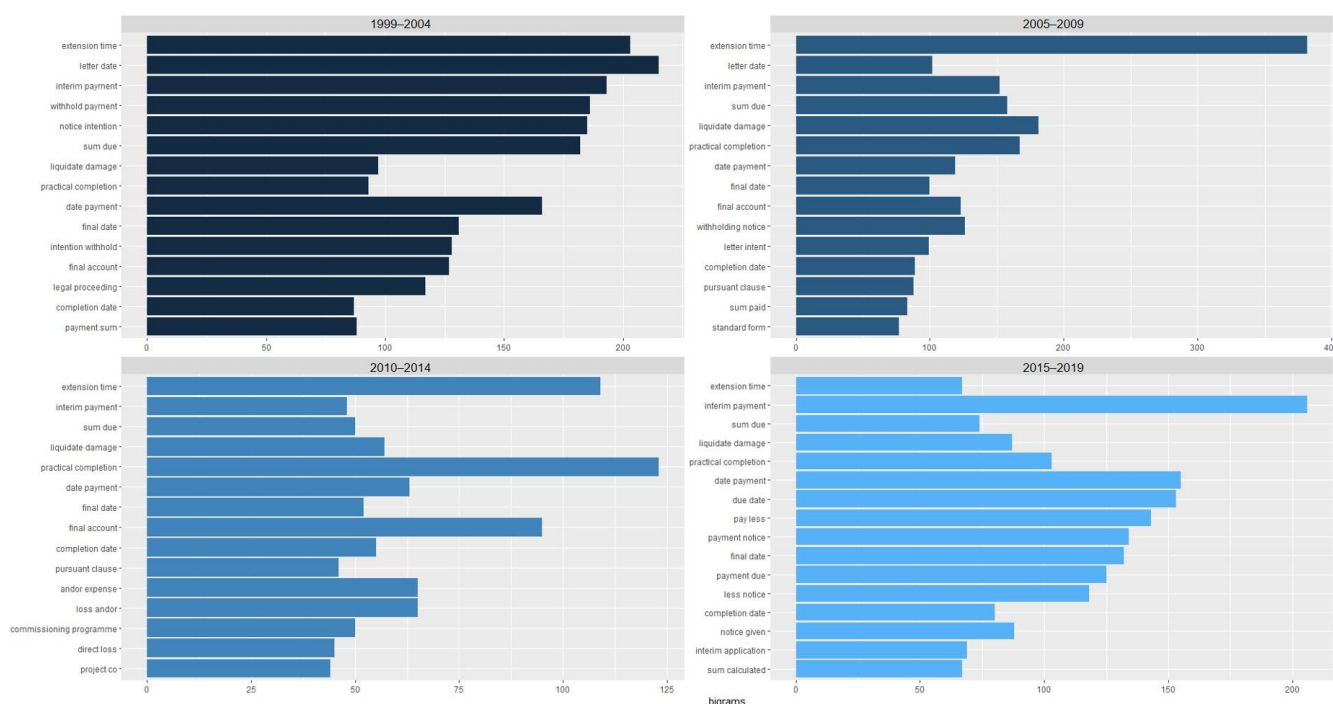 1999–2004
extension time
letter date
interim payment
withhold payment
notice intention
sum due
liquidate damage
practical completion
date payment
final date
intention withhold
final account
legal proceeding
completion date
payment sum
0 50 100 150 200
2005–2009
extension time
letter date
interim payment
sum due
liquidate damage
practical completion
date payment
final date
final account
withholding notice
letter intent
completion date
pursuant clause
sum paid
standard form
0 100 200 300 400
2010–2014
extension time
interim payment
sum due
liquidate damage
practical completion
date payment
final date
final account
completion date
pursuant clause
andor expense
loss andor
commissioning programme
direct loss
project co
0 25 50 75 100 125
2015–2019
extension time
interim payment
sum due
liquidate damage
practical completion
date payment
due date
pay less
payment notice
final date
payment due
less notice
completion date
notice given
interim application
sum calculated
0 50 100 150 200
bigrams